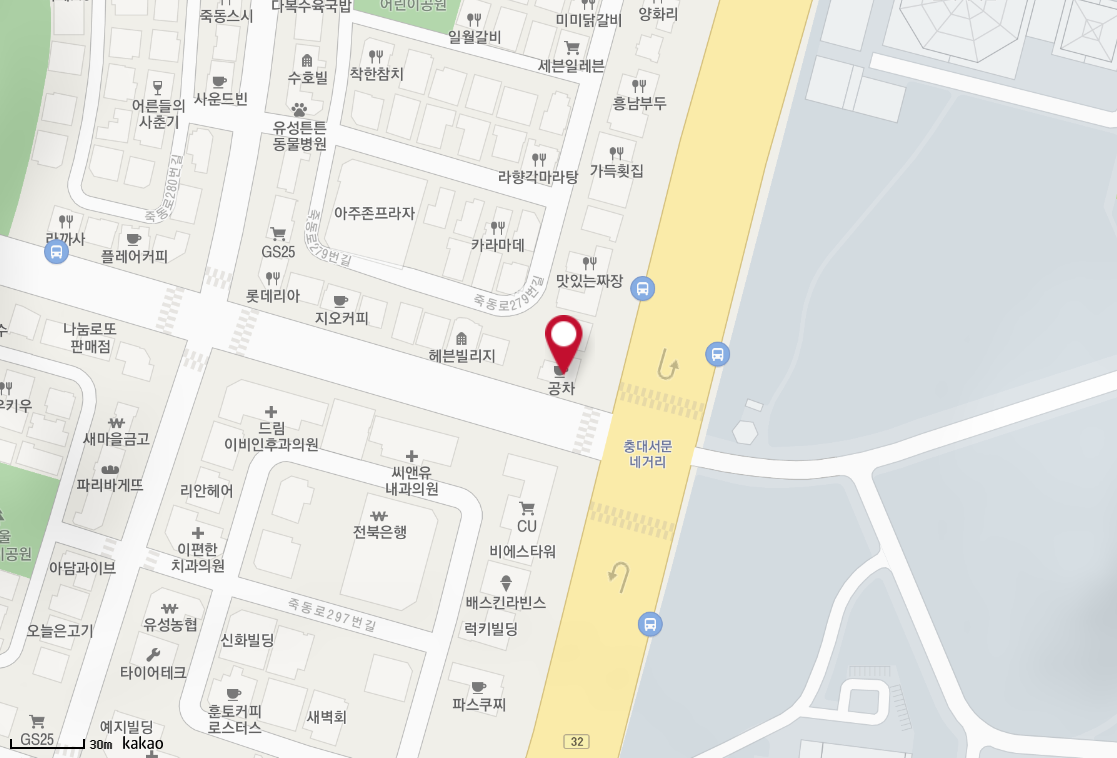 죽동스시
다복수육국밥
어린이공원
미미닭갈비
양화리
일월갈비
세븐일레븐
수호빌
착한참치
사운드빈
어른들의
사춘기
흥남부두
유성튼튼
동물병원
라향각마라탕
가득횟집
죽동로280번길
아주존프라자
라까사
플레어커피
GS25
카라마데
죽동로279번길
맛있는짜장
롯데리아
죽동로279번길
지오커피
나눔로또
판매점
헤븐빌리지
공차
우키우
새마을금고
드림
이비인후과의원
충대서문
네거리
파리바게뜨
리안헤어
씨앤유
내과의원
전북은행
CU
비에스타워
이편한
치과의원
아담과이브
배스킨라빈스
럭키빌딩
죽동로297번길
유성농협
오늘은고기
신화빌딩
타이어테크
파스쿠찌
훈토커피
로스터스
새벽회
예지빌딩
GS25
30m kakao
32